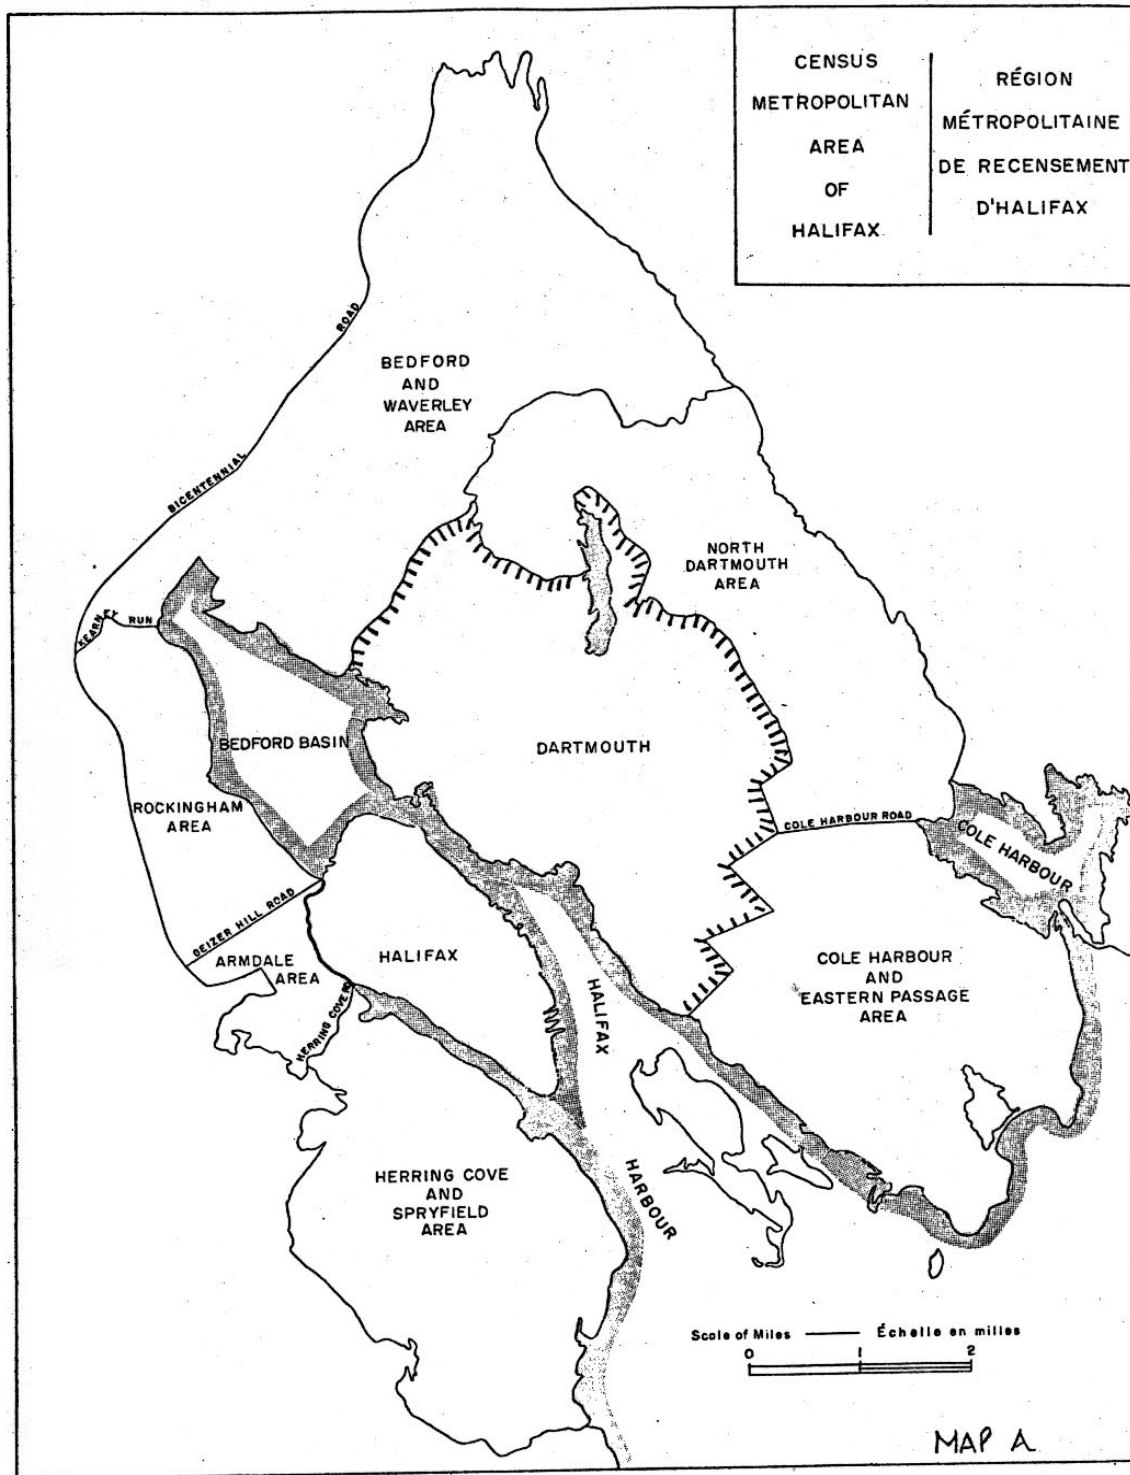 CENSUS
METROPOLITAN
AREA
OF
HALIFAX
RÉGION
MÉTROPOLITAINE
DE RECENSEMENT
D'HALIFAX
ROAD
BICENTENNIAL
BEDFORD
AND
WAVERLEY
AREA
NORTH
DARTMOUTH
AREA
KEARNEY RUN
BEDFORD BASIN
DARTMOUTH
ROCKINGHAM
AREA
COLE HARBOUR ROAD
COLE HARBOUR
GEIZER HILL ROAD
ARMDALE
AREA
HALIFAX
HERRING COVE RD
HALIFAX
HARBOUR
COLE HARBOUR
AND
EASTERN PASSAGE
AREA
HERRING COVE
AND
SPRYFIELD
AREA
Scale of Miles Échelle en milles
0 1 2
MAP A